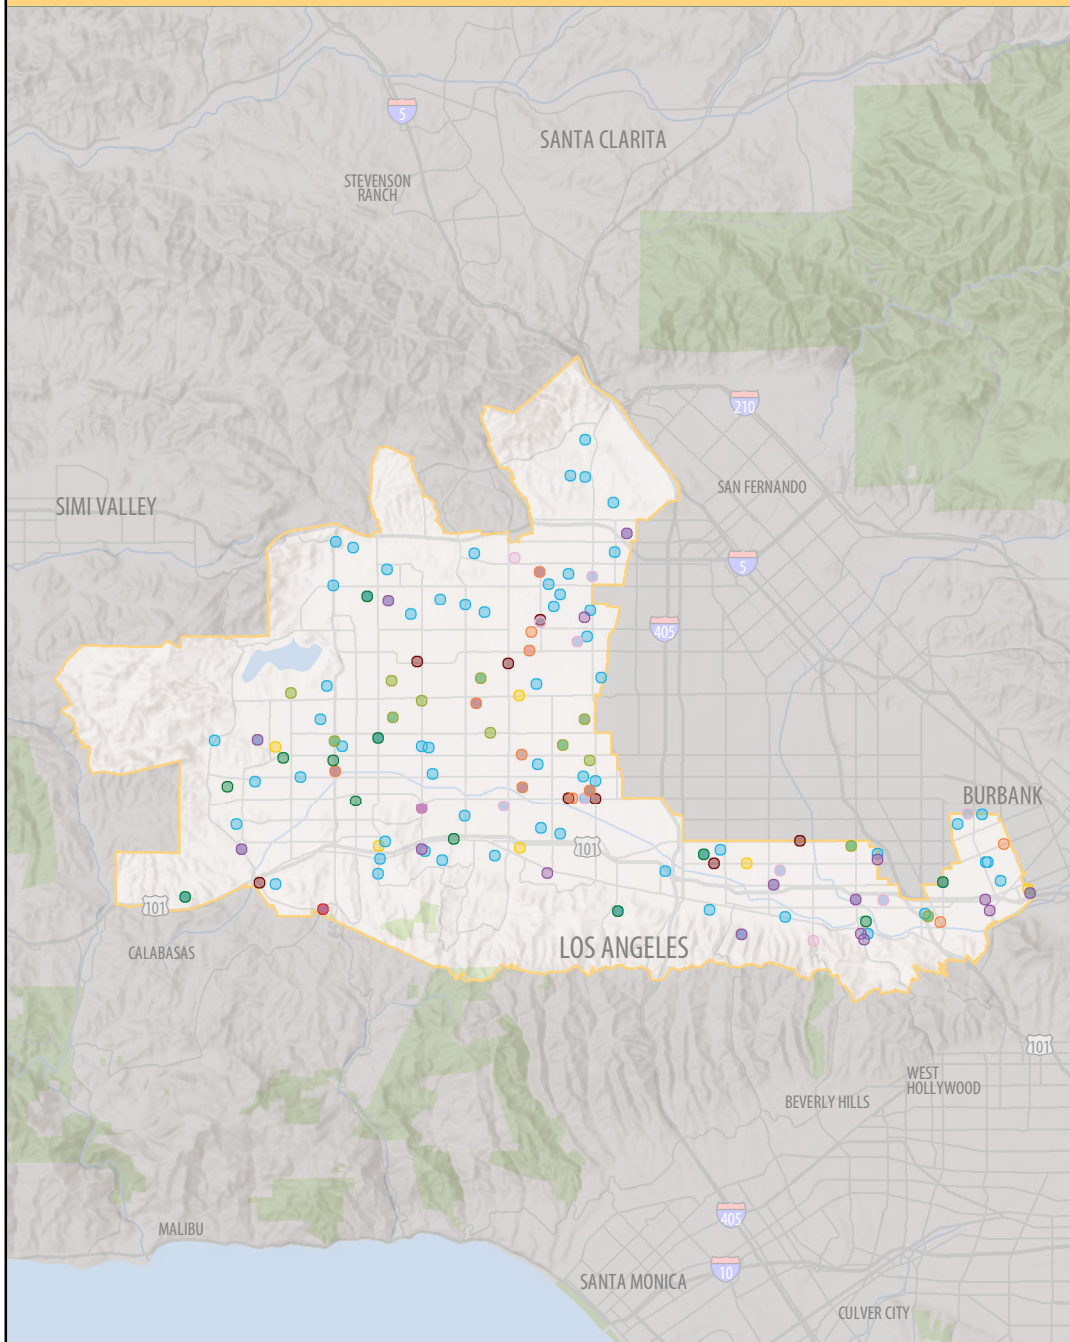 5
SANTA CLARITA
STEVENSON
RANCH
210
SAN FERNANDO
SIMI VALLEY
5
405
BURBANK
101
101
LOS ANGELES
CALABASAS
101
WEST
HOLLYWOOD
BEVERLY HILLS
405
MALIBU
10
SANTA MONICA
CULVER CITY